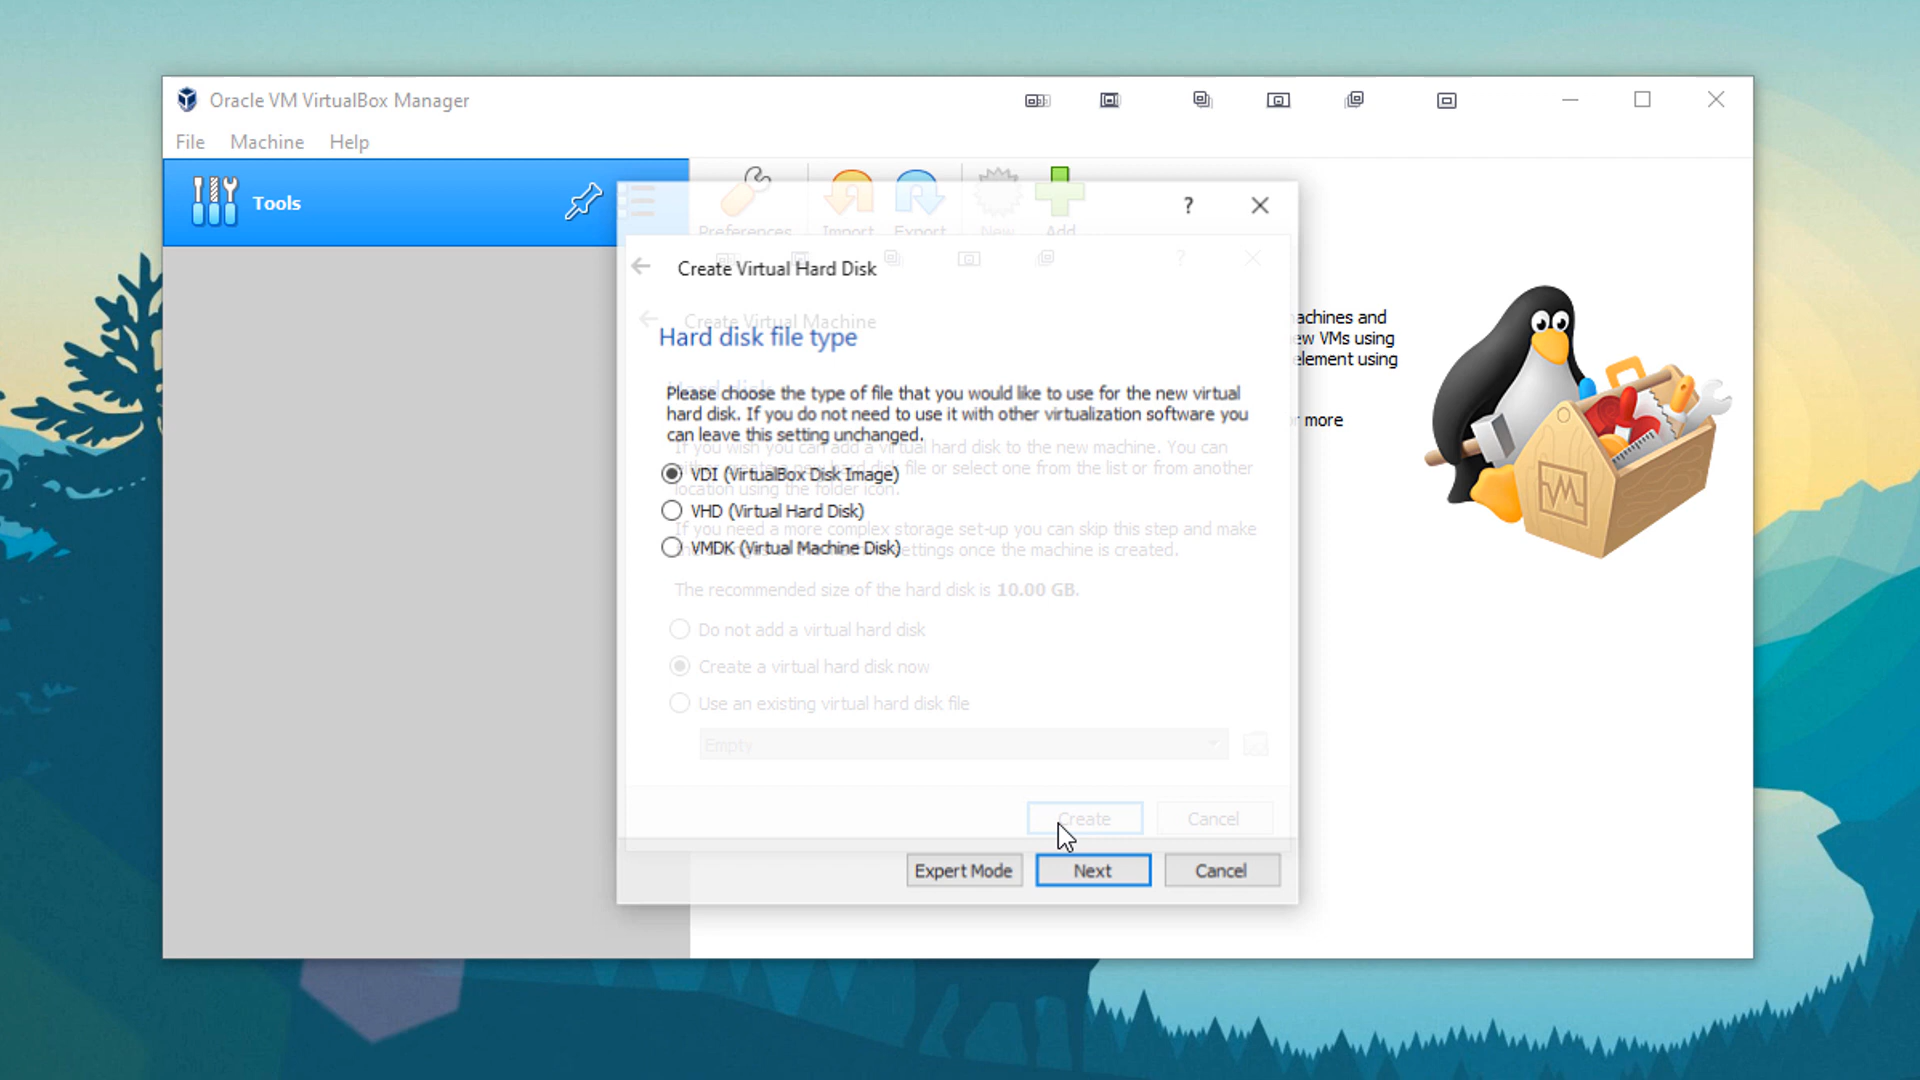 Oracle VM VirtualBox Manager
File Machine Help
Tools
Preferences Import Export New Add
?
?
Create Virtual Hard Disk
Create Virtual Machine
Hard disk file type
Hard disk
Please choose the type of file that you would like to use for the new virtual
hard disk. If you do not need to use it with other virtualization software you
can leave this setting unchanged.
If you wish you can add a virtual hard disk to the new machine. You can
hard disk file or select one from the list or from another
location using the folder icon.
VDI (VirtualBox Disk Image)
VHD (Virtual Hard Disk)
If you need a more complex storage set-up you can skip this step and make
VMDK (Virtual Machine Disk)
settings once the machine is created.
The recommended size of the hard disk is 10.00 GB.
Do not add a virtual hard disk
Create a virtual hard disk now
Use an existing virtual hard disk file
Empty
Create Cancel
Expert Mode Next Cancel
achines and
ew VMs using
element using
r more